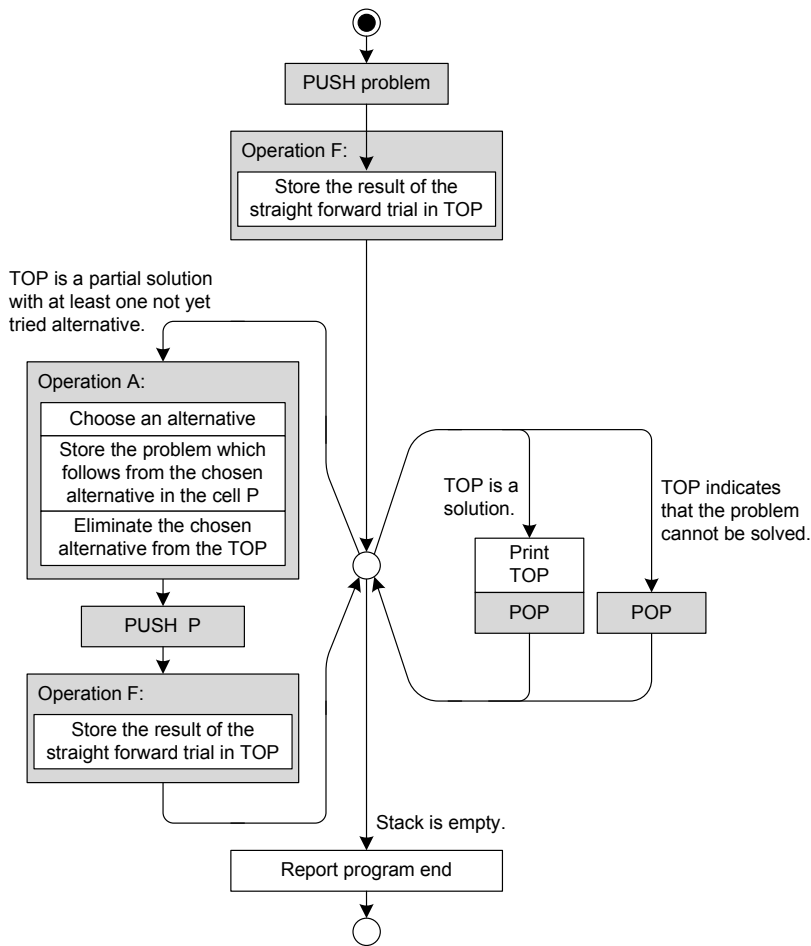 PUSH problem
Operation F:
Store the result of the
straight forward trial in TOP
TOP is a partial solution
with at least one not yet
tried alternative.
Operation A:
Choose an alternative
Store the problem which
follows from the chosen
alternative in the cell P
Eliminate the chosen
alternative from the TOP
PUSH P
Operation F:
Store the result of the
straight forward trial in TOP
TOP is a
solution.
Print
TOP
POP
TOP indicates
that the problem
cannot be solved.
POP
Stack is empty.
Report program end